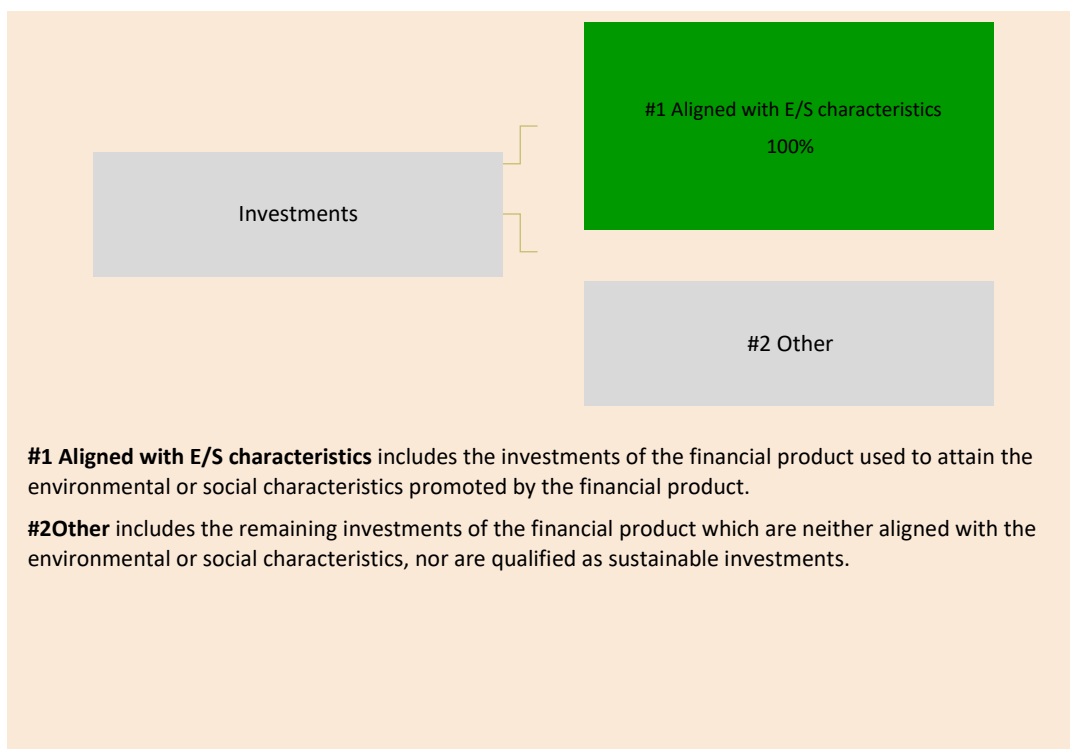 #1 Aligned with E/S characteristics
100%
Investments
#2 Other
#1 Aligned with E/S characteristics includes the investments of the financial product used to attain the
environmental or social characteristics promoted by the financial product.
#2Other includes the remaining investments of the financial product which are neither aligned with the
environmental or social characteristics, nor are qualified as sustainable investments.